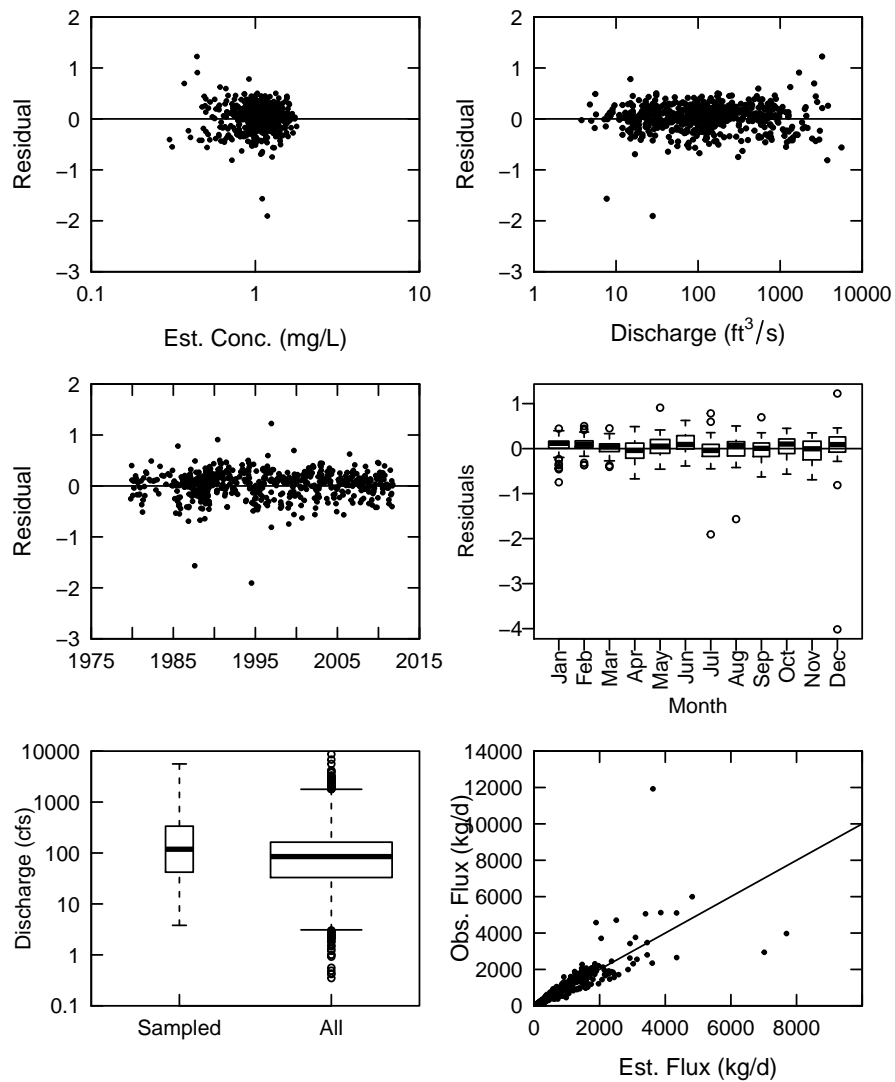 2
1
0
−1
−2
−3
Residual
0.1
1
10
Est. Conc. (mg/L)
2
1
0
−1
−2
−3
Residual
1
10
100
1000
10000
Discharge (ft³/s)
2
1
0
−1
−2
−3
Residual
1975
1985
1995
2005
2015
1
0
−1
−2
−3
−4
Residuals
Jan
Feb
Mar
Apr
May
Jun
Jul
Aug
Sep
Oct
Nov
Dec
Month
10000
1000
100
10
1
0.1
Discharge (cfs)
Sampled
All
14000
12000
10000
8000
6000
4000
2000
0
Obs. Flux (kg/d)
0
2000
4000
6000
8000
Est. Flux (kg/d)